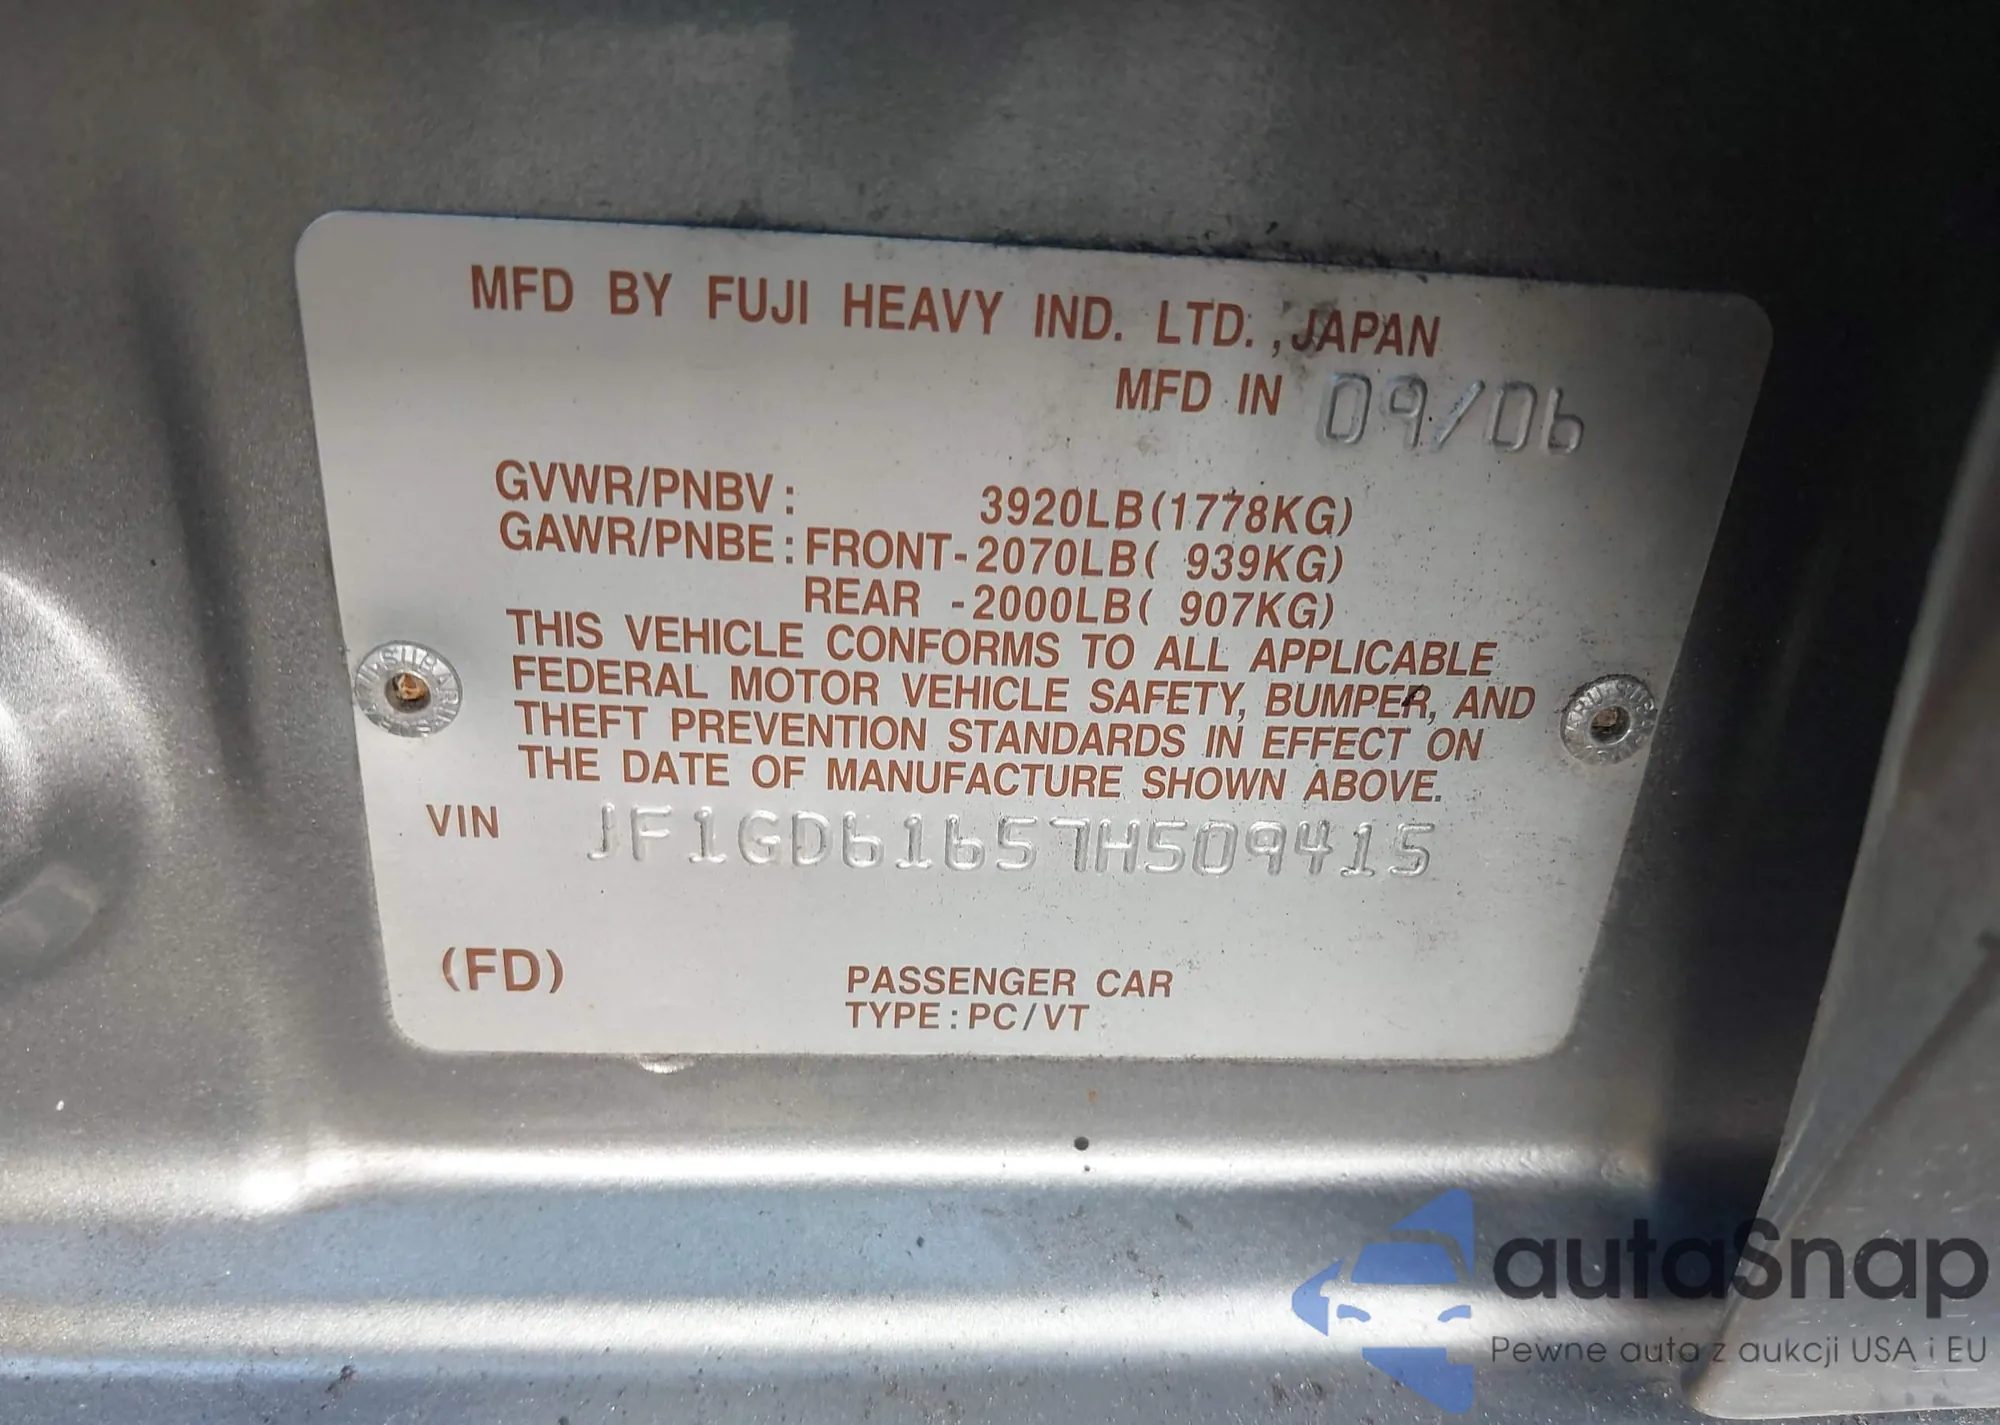 MFD BY FUJI HEAVY IND. LTD. ,JAPAN
MFD IN 09/06
GVWR/PNBV: 3920LB(1778KG)
GAWR/PNBE:FRONT-2070LB( 939KG)
REAR -2000LB( 907KG)
THIS VEHICLE CONFORMS TO ALL APPLICABLE
FEDERAL MOTOR VEHICLE SAFETY, BUMPER, AND
THEFT PREVENTION STANDARDS IN EFFECT ON
THE DATE OF MANUFACTURE SHOWN ABOVE.
VIN JF1GD61657H509415
(FD)
PASSENGER CAR
TYPE:PC/VT
autaSnap
Pewne auta z aukcji USA i EU